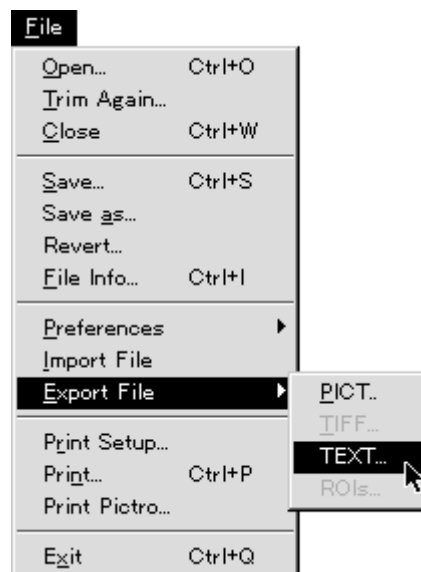 File
Open... Ctrl+O
Trim Again...
Close Ctrl+W
Save... Ctrl+S
Save as...
Revert...
File Info... Ctrl+I
Preferences
Import File
Export File
PICT..
TIFF...
TEXT...
ROIs...
Print Setup...
Print... Ctrl+P
Print Pictro...
Exit Ctrl+Q